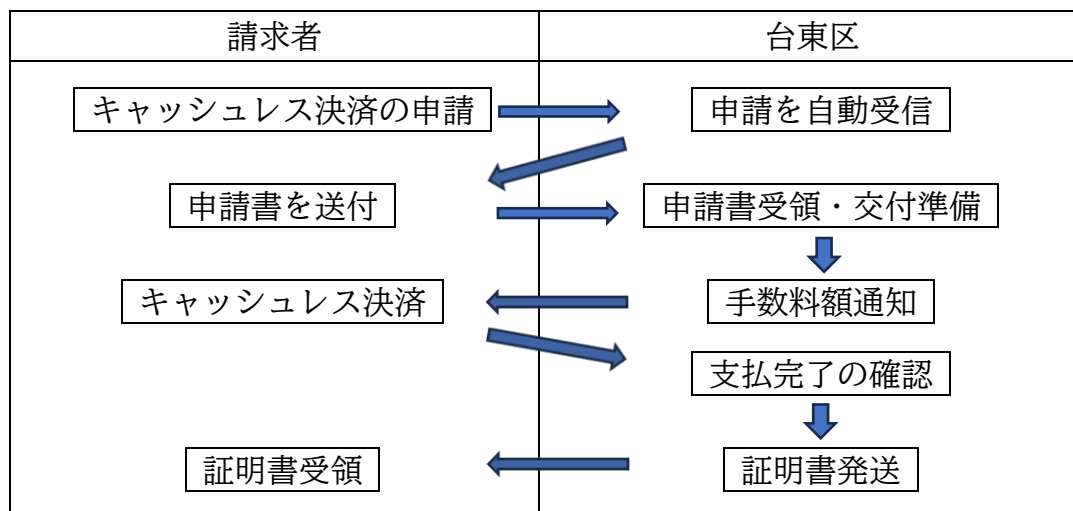 請求者
台東区
キャッシュレス決済の申請
申請を自動受信
申請書を送付
申請書受領・交付準備
キャッシュレス決済
手数料額通知
支払完了の確認
証明書受領
証明書発送